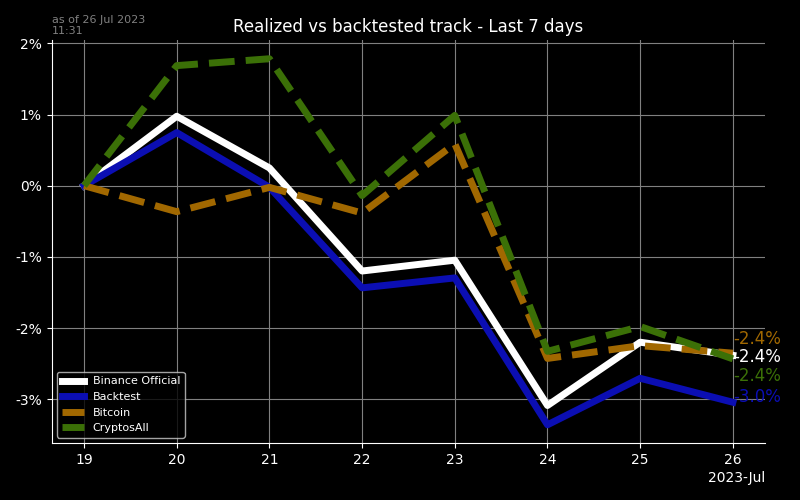 as of 26 Jul 2023
11:31
Realized vs backtested track - Last 7 days
2%
1%
0%
-1%
-2%
-3%
-2.4%
-2.4%
-2.4%
-3.0%
Binance Official
Backtest
Bitcoin
CryptosAll
19 20 21 22 23 24 25 26
2023-Jul